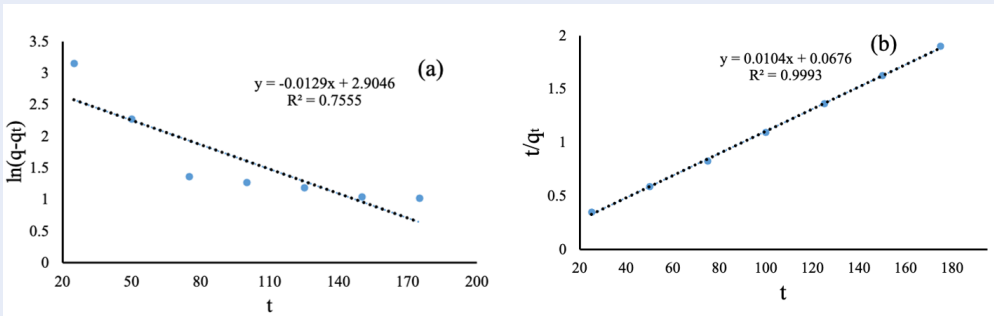 (a)
y = -0.0129x + 2.9046
R² = 0.7555
ln(q-qt)
3.5
3
2.5
2
1.5
1
0.5
0
20 50 80 110 140 170 200
t
(b)
y = 0.0104x + 0.0676
R² = 0.9993
t/qt
2
1.5
1
0.5
0
20 40 60 80 100 120 140 160 180
t